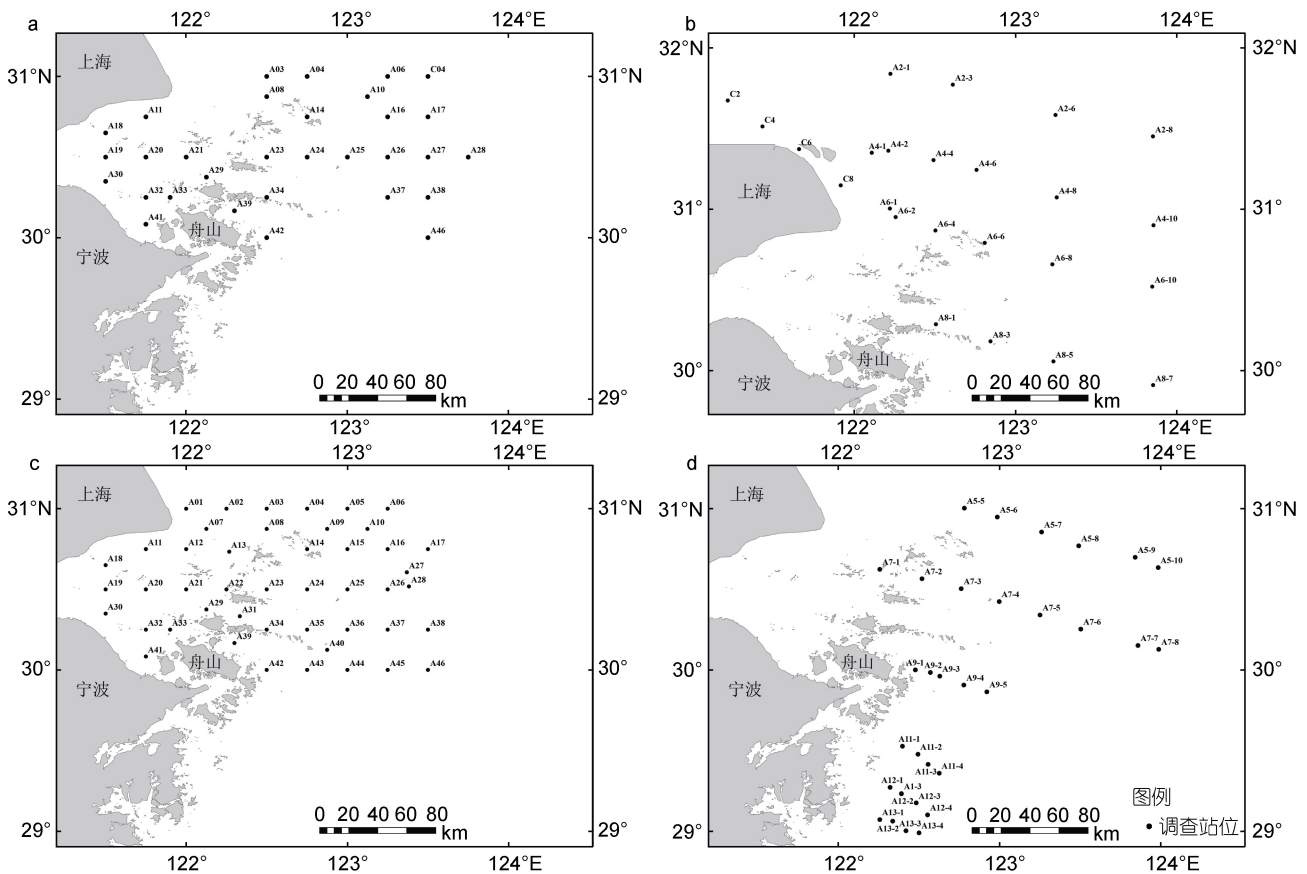 a
122° 123° 124°E
上海
31°N
A03 A04 A06 C04
A08 A10
A11 A14 A16 A17
A18
A19 A20 A21 A23 A24 A25 A26 A27 A28
A30 A29
A32 A33 A34 A37 A38
A39
A41
舟山
A42 A46
30°
宁波
31°N
30°
29°
0 20 40 60 80
km
29°
122° 123° 124°E
b
122° 123° 124°E
32°N
A2-1
A2-3
C2
A2-6
C4
A2-8
C6
A4-1 A4-2
A4-4
A4-6
C8
上海
A4-8
31°
A6-1
A6-2
A4-10
A6-4
A6-6
A6-8
A6-10
A8-1
A8-3
舟山
A8-5
30°
宁波
A8-7
0 20 40 60 80
km
32°N
31°
30°
122° 123° 124°E
c
122° 123° 124°E
上海
31°N
A01 A02 A03 A04 A05 A06
A07 A08 A09 A10
A11 A12 A13 A14 A15 A16 A17
A18
A27
A19 A20 A21 A22 A23 A24 A25 A26 A28
A30 A29 A31
A32 A33 A34 A35 A36 A37 A38
A39 A40
A41
舟山
30°
A42 A43 A44 A45 A46
宁波
0 20 40 60 80
km
29°
31°N
30°
29°
122° 123° 124°E
d
122° 123° 124°E
上海
A5-5
A5-6
A5-7
A5-8
A5-9
A5-10
A7-1
A7-2
A7-3
A7-4
A7-5
A7-6
A7-7 A7-8
舟山
A9-1 A9-2 A9-3
A9-4
A9-5
宁波
A11-1
A11-2
A11-3 A11-4
A12-1
A1-3
A12-2 A12-3
A12-4
A13-1
A13-2 A13-3 A13-4
图例
调查站位
0 20 40 60 80
km
31°N
30°
29°
122° 123° 124°E